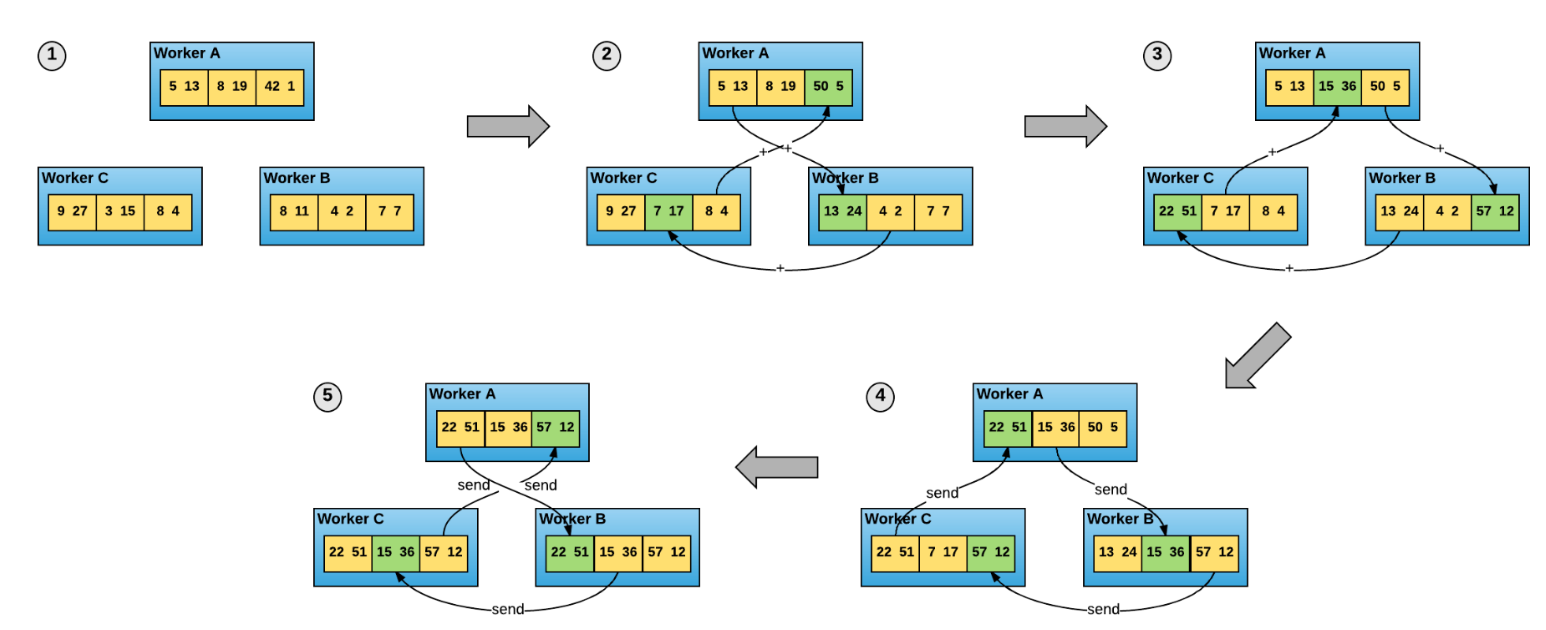 1
Worker A
5 13 8 19 42 1
Worker C
9 27 3 15 8 4
Worker B
8 11 4 2 7 7
2
Worker A
5 13 8 19 50 5
+ +
Worker C
9 27 7 17 8 4
Worker B
13 24 4 2 7 7
+
3
Worker A
5 13 15 36 50 5
+ +
Worker C
22 51 7 17 8 4
Worker B
13 24 4 2 57 12
+
4
Worker A
22 51 15 36 50 5
send send
Worker C
22 51 7 17 57 12
Worker B
13 24 15 36 57 12
send
5
Worker A
22 51 15 36 57 12
send send
Worker C
22 51 15 36 57 12
Worker B
22 51 15 36 57 12
send